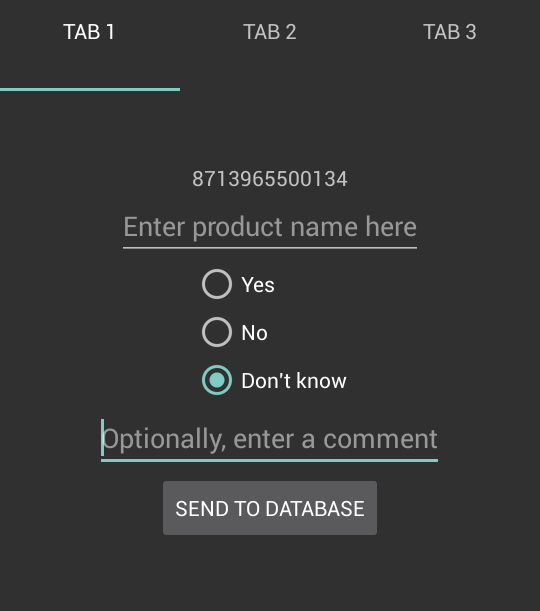 TAB 1 TAB 2 TAB 3
8713965500134
Enter product name here
Yes
No
Don't know
Optionally, enter a comment
SEND TO DATABASE